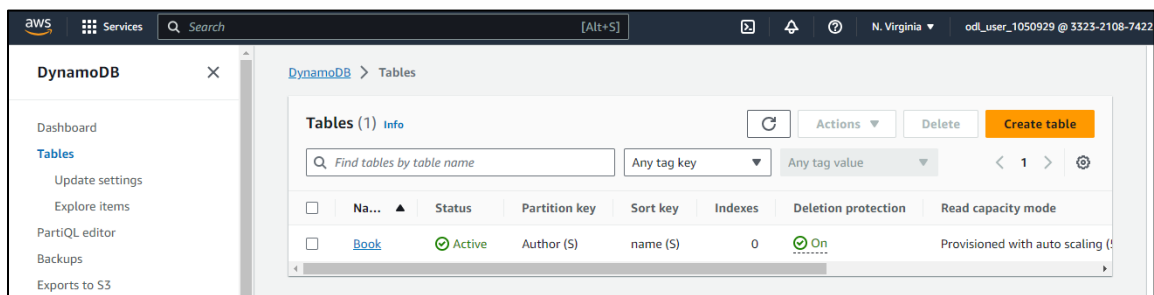 aws Services Search [Alt+S] N. Virginia ▼ odl_user_1050929 @ 3323-2108-7422
DynamoDB
Dashboard
Tables
Update settings
Explore items
PartiQL editor
Backups
Exports to S3
DynamoDB > Tables
Tables (1) Info
Actions ▼ Delete Create table
Find tables by table name Any tag key ▼ Any tag value ▼ < 1 >
Na... ▲ Status Partition key Sort key Indexes Deletion protection Read capacity mode
Book Active Author (S) name (S) 0 On Provisioned with auto scaling (